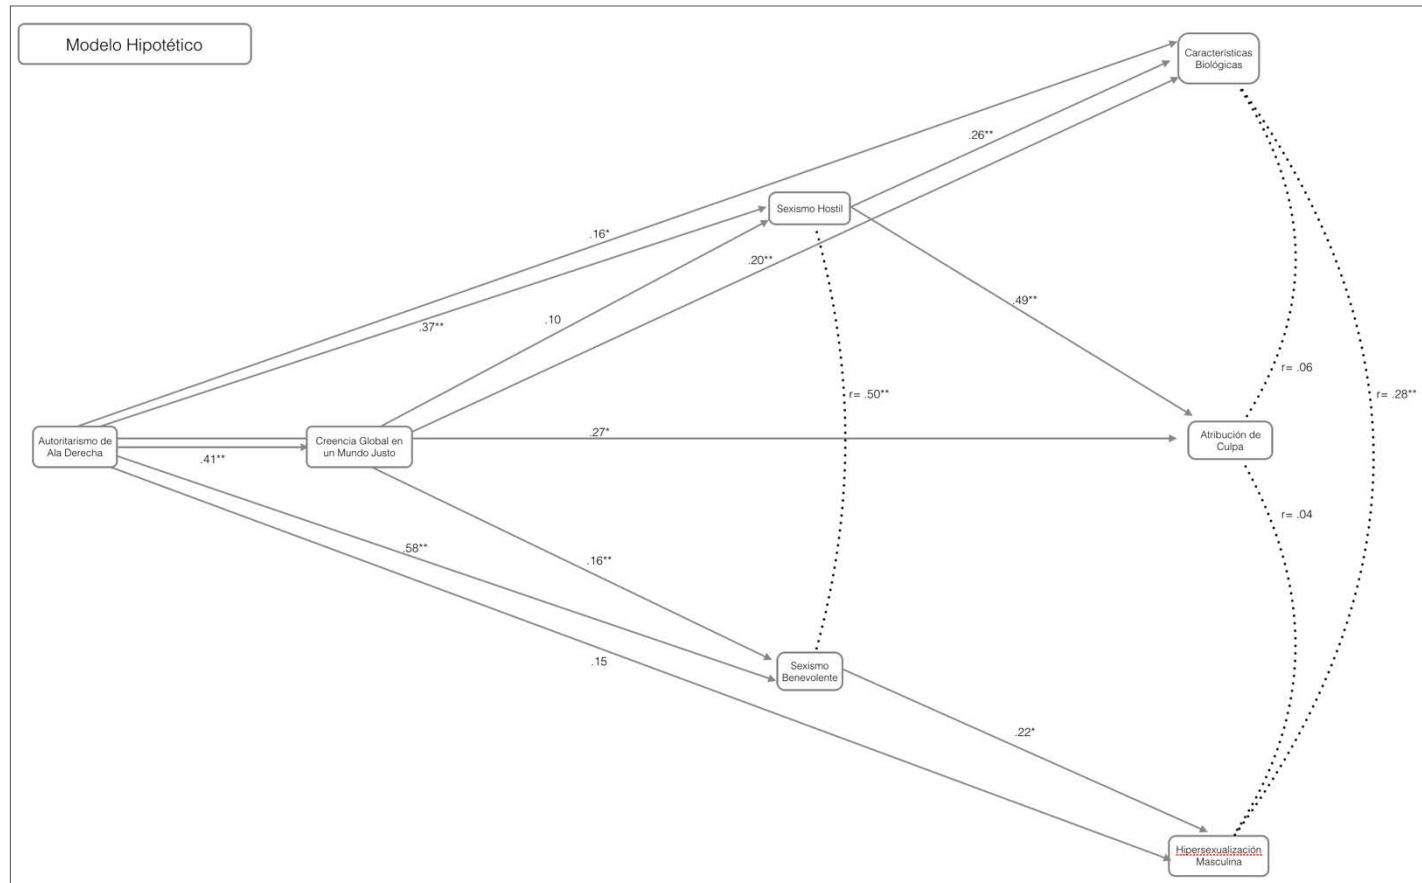 Modelo Hipotético
Características
Biológicas
.26**
Sexismo Hostil
.16*
.20**
.49**
.10
.37**
r= .06
r= .50**
r= .28**
Autoritarismo de
Ala Derecha
Creencia Global en
un Mundo Justo
.27*
Atribución de
Culpa
.41**
r= .04
.58**
.16**
.15
Sexismo
Benevolente
.22*
Hipersexualización
Masculina